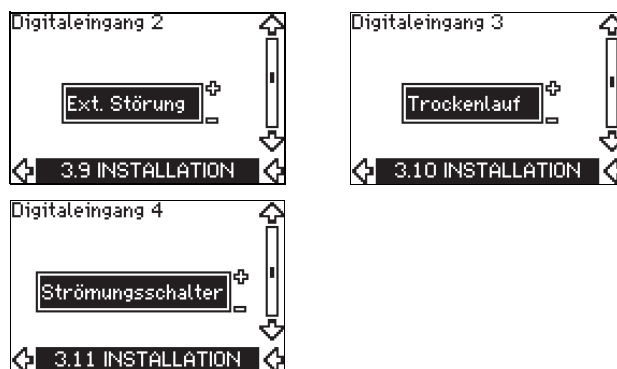 Digitaleingang 2
Ext. Störung
3.9 INSTALLATION
Digitaleingang 3
Trockenlauf
3.10 INSTALLATION
Digitaleingang 4
Strömungsschalter
3.11 INSTALLATION